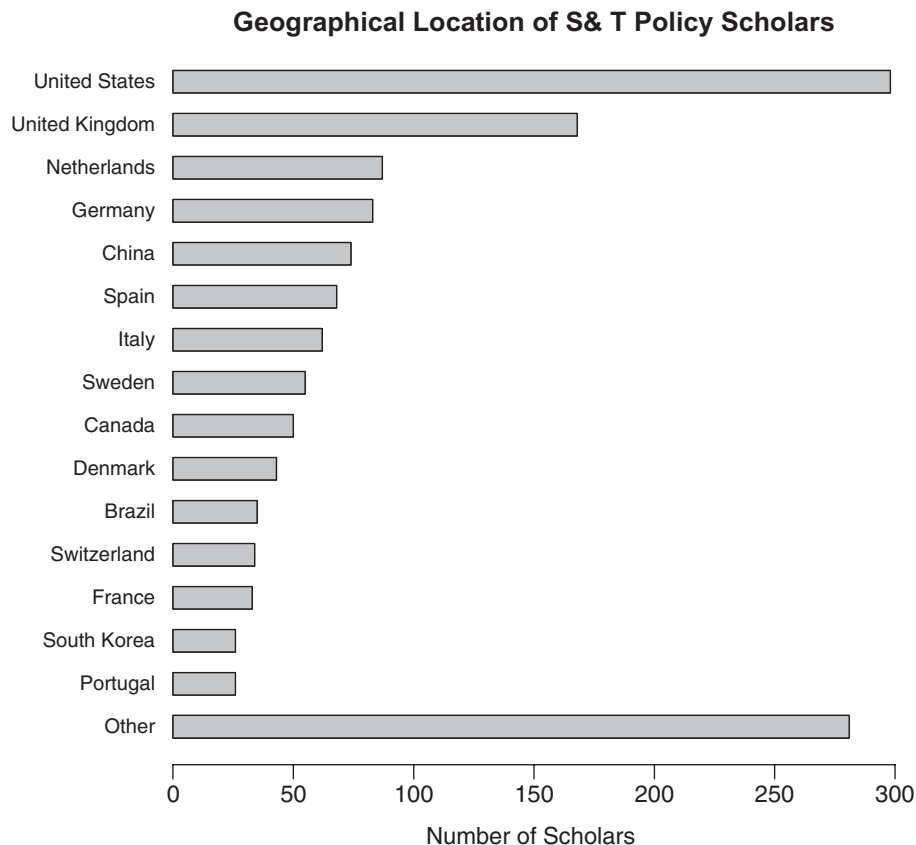 Geographical Location of S& T Policy Scholars
United States
United Kingdom
Netherlands
Germany
China
Spain
Italy
Sweden
Canada
Denmark
Brazil
Switzerland
France
South Korea
Portugal
Other
0 50 100 150 200 250 300
Number of Scholars